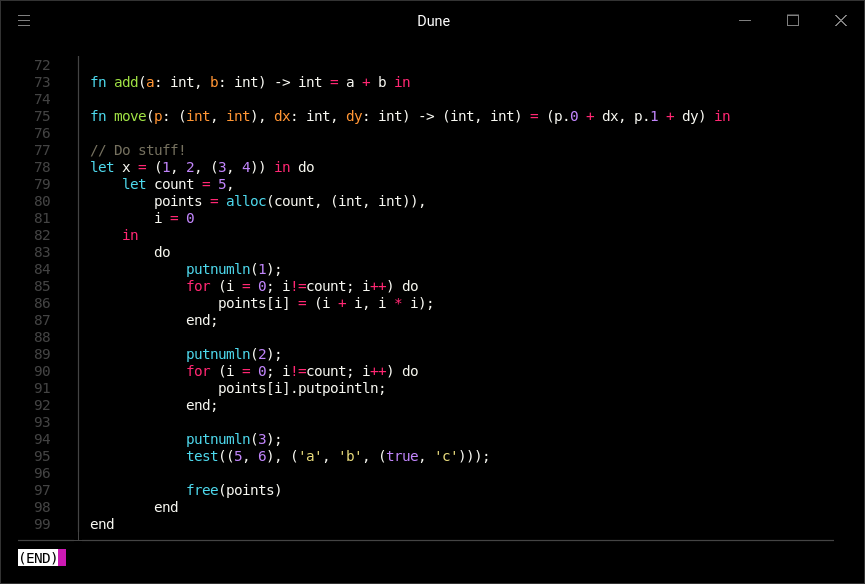 Dune
72
73 fn add(a: int, b: int) -> int = a + b in
74
75 fn move(p: (int, int), dx: int, dy: int) -> (int, int) = (p.0 + dx, p.1 + dy) in
76
77 // Do stuff!
78 let x = (1, 2, (3, 4)) in do
79     let count = 5,
80         points = alloc(count, (int, int)),
81         i = 0
82     in
83         do
84             putnumln(1);
85             for (i = 0; i!=count; i++) do
86                 points[i] = (i + i, i * i);
87             end;
88
89             putnumln(2);
90             for (i = 0; i!=count; i++) do
91                 points[i].putpointln;
92             end;
93
94             putnumln(3);
95             test((5, 6), ('a', 'b', (true, 'c')));
96
97             free(points)
98         end
99 end
(END)